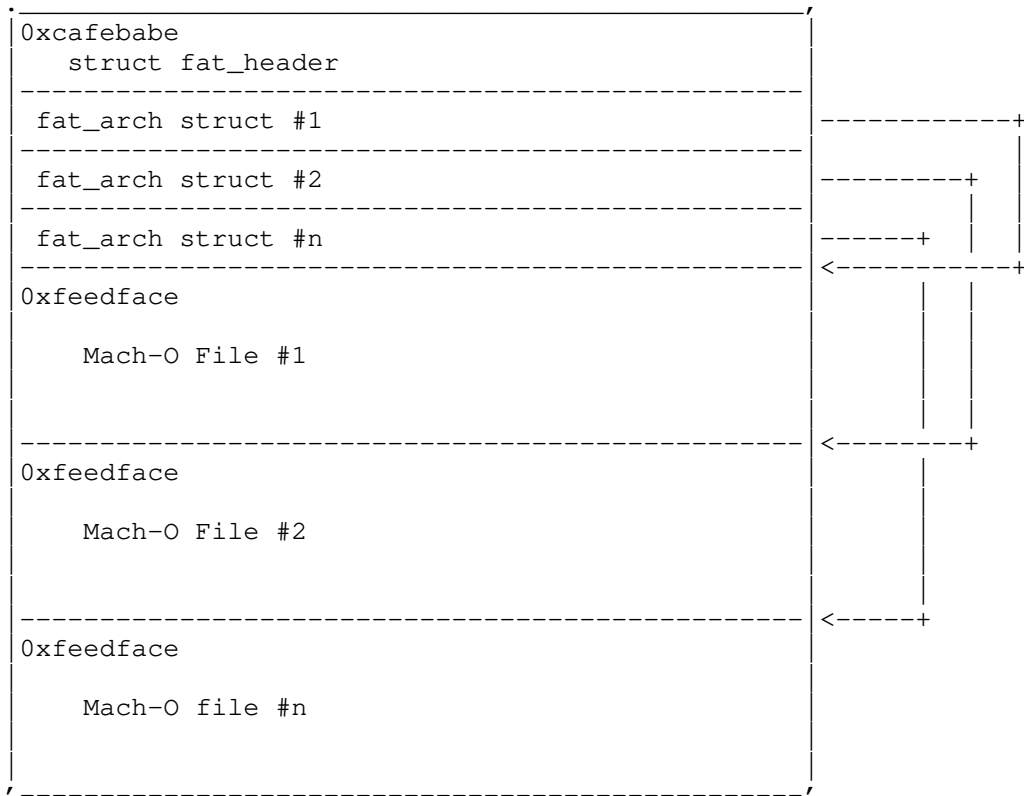 0xcafebabe
struct fat_header
fat_arch struct #1
fat_arch struct #2
fat_arch struct #n
0xfeedface
Mach-O File #1
0xfeedface
Mach-O File #2
0xfeedface
Mach-O file #n